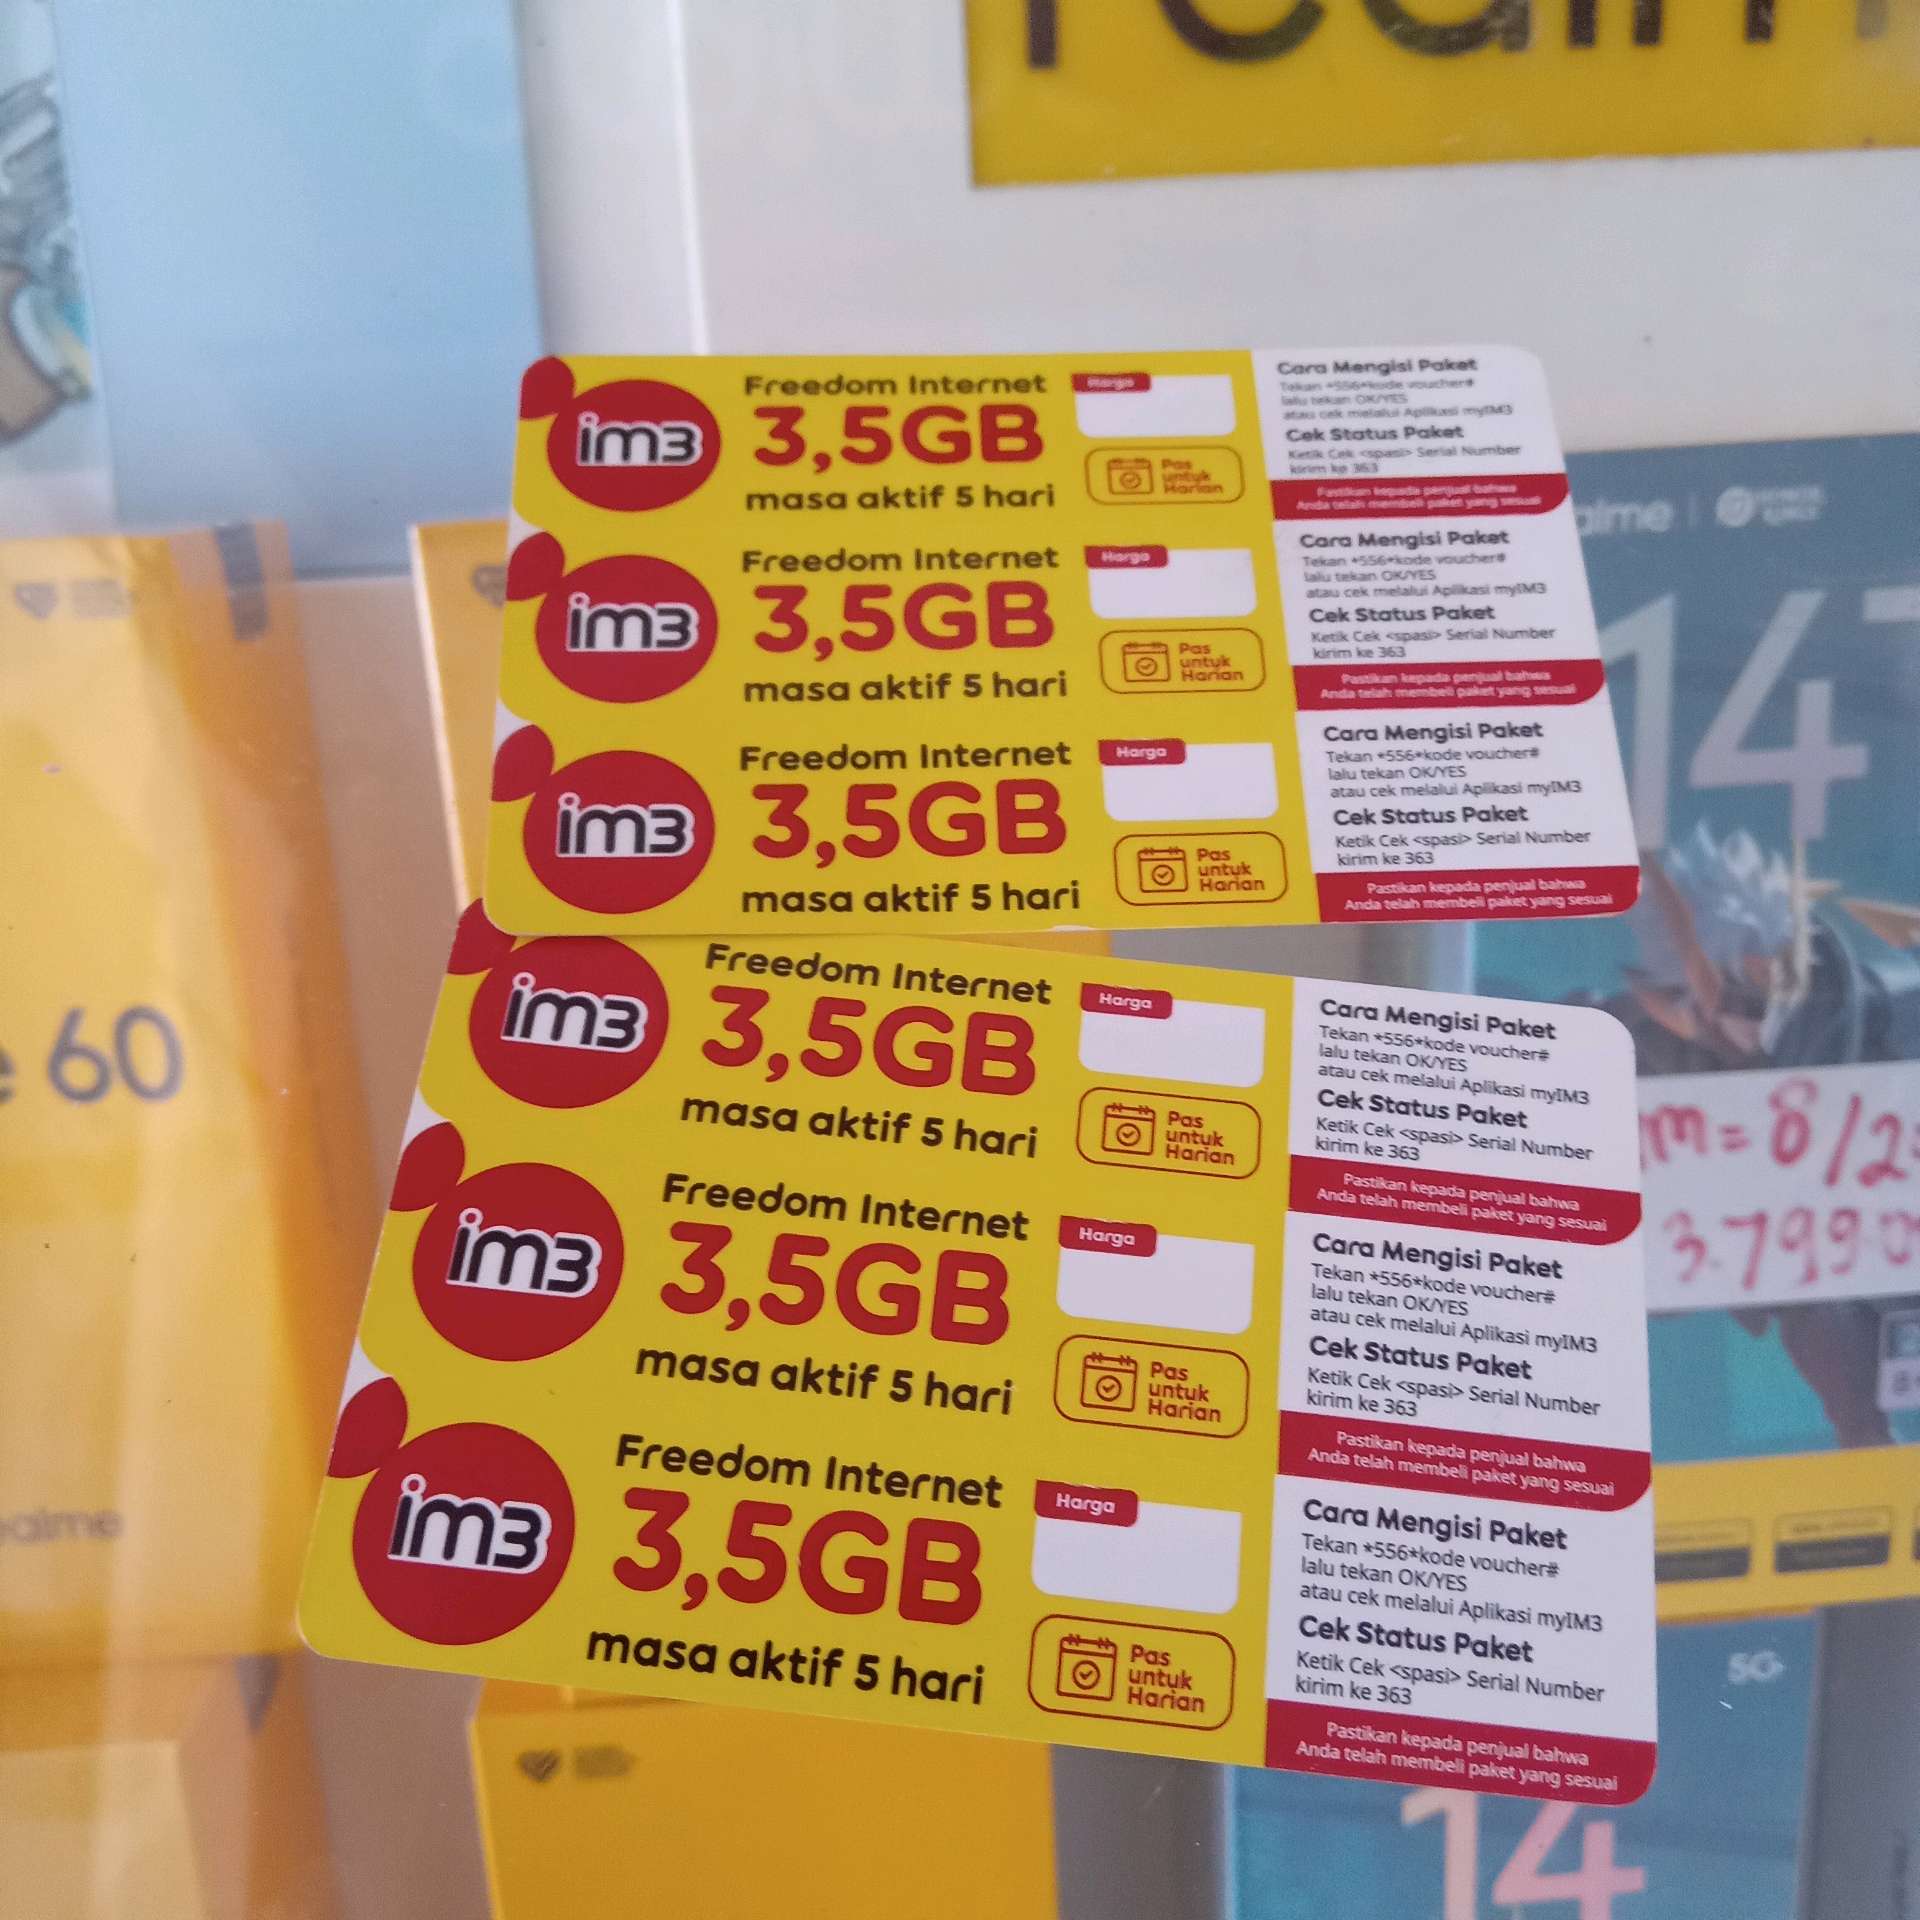 realm
im3
Freedom Internet
3,5GB
masa aktif 5 hari
Harga
Pas
untuk
Harian
Cara Mengisi Paket
Tekan *556*kode voucher#
lalu tekan OK/YES
atau cek melalui Aplikasi myIM3
Cek Status Paket
Ketik Cek <spasi> Serial Number
kirim ke 363
Pastikan kepada penjual bahwa
Anda telah membeli paket yang sesuai
im3
Freedom Internet
3,5GB
masa aktif 5 hari
Harga
Pas
untuk
Harian
Cara Mengisi Paket
Tekan *556*kode voucher#
lalu tekan OK/YES
atau cek melalui Aplikasi myIM3
Cek Status Paket
Ketik Cek <spasi> Serial Number
kirim ke 363
Pastikan kepada penjual bahwa
Anda telah membeli paket yang sesuai
im3
Freedom Internet
3,5GB
masa aktif 5 hari
Harga
Pas
untuk
Harian
Cara Mengisi Paket
Tekan *556*kode voucher#
lalu tekan OK/YES
atau cek melalui Aplikasi myIM3
Cek Status Paket
Ketik Cek <spasi> Serial Number
kirim ke 363
Pastikan kepada penjual bahwa
Anda telah membeli paket yang sesuai
im3
Freedom Internet
3,5GB
masa aktif 5 hari
Harga
Pas
untuk
Harian
Cara Mengisi Paket
Tekan *556*kode voucher#
lalu tekan OK/YES
atau cek melalui Aplikasi myIM3
Cek Status Paket
Ketik Cek <spasi> Serial Number
kirim ke 363
Pastikan kepada penjual bahwa
Anda telah membeli paket yang sesuai
im3
Freedom Internet
3,5GB
masa aktif 5 hari
Harga
Pas
untuk
Harian
Cara Mengisi Paket
Tekan *556*kode voucher#
lalu tekan OK/YES
atau cek melalui Aplikasi myIM3
Cek Status Paket
Ketik Cek <spasi> Serial Number
kirim ke 363
Pastikan kepada penjual bahwa
Anda telah membeli paket yang sesuai
im3
Freedom Internet
3,5GB
masa aktif 5 hari
Harga
Pas
untuk
Harian
Cara Mengisi Paket
Tekan *556*kode voucher#
lalu tekan OK/YES
atau cek melalui Aplikasi myIM3
Cek Status Paket
Ketik Cek <spasi> Serial Number
kirim ke 363
Pastikan kepada penjual bahwa
Anda telah membeli paket yang sesuai
alme
14T
e 60
ealme
m = 8/2
3.799.0
5G
14